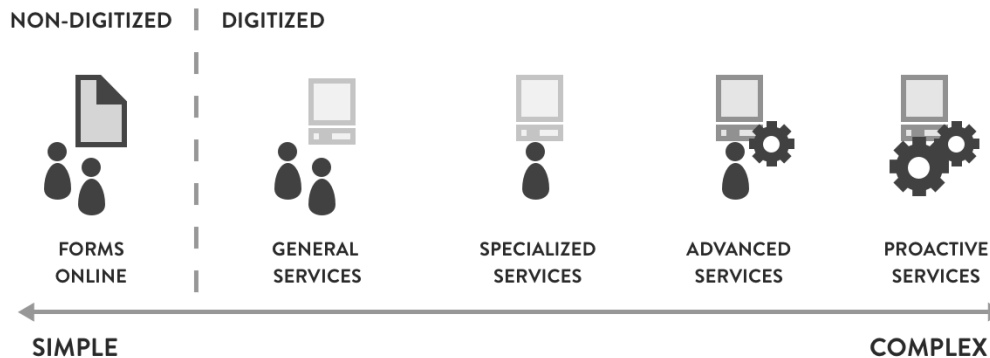 NON-DIGITIZED
DIGITIZED
FORMS
ONLINE
GENERAL
SERVICES
SPECIALIZED
SERVICES
ADVANCED
SERVICES
PROACTIVE
SERVICES
SIMPLE
COMPLEX